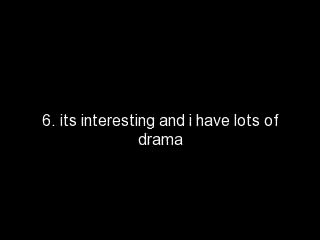 6. its interesting and i have lots of
drama